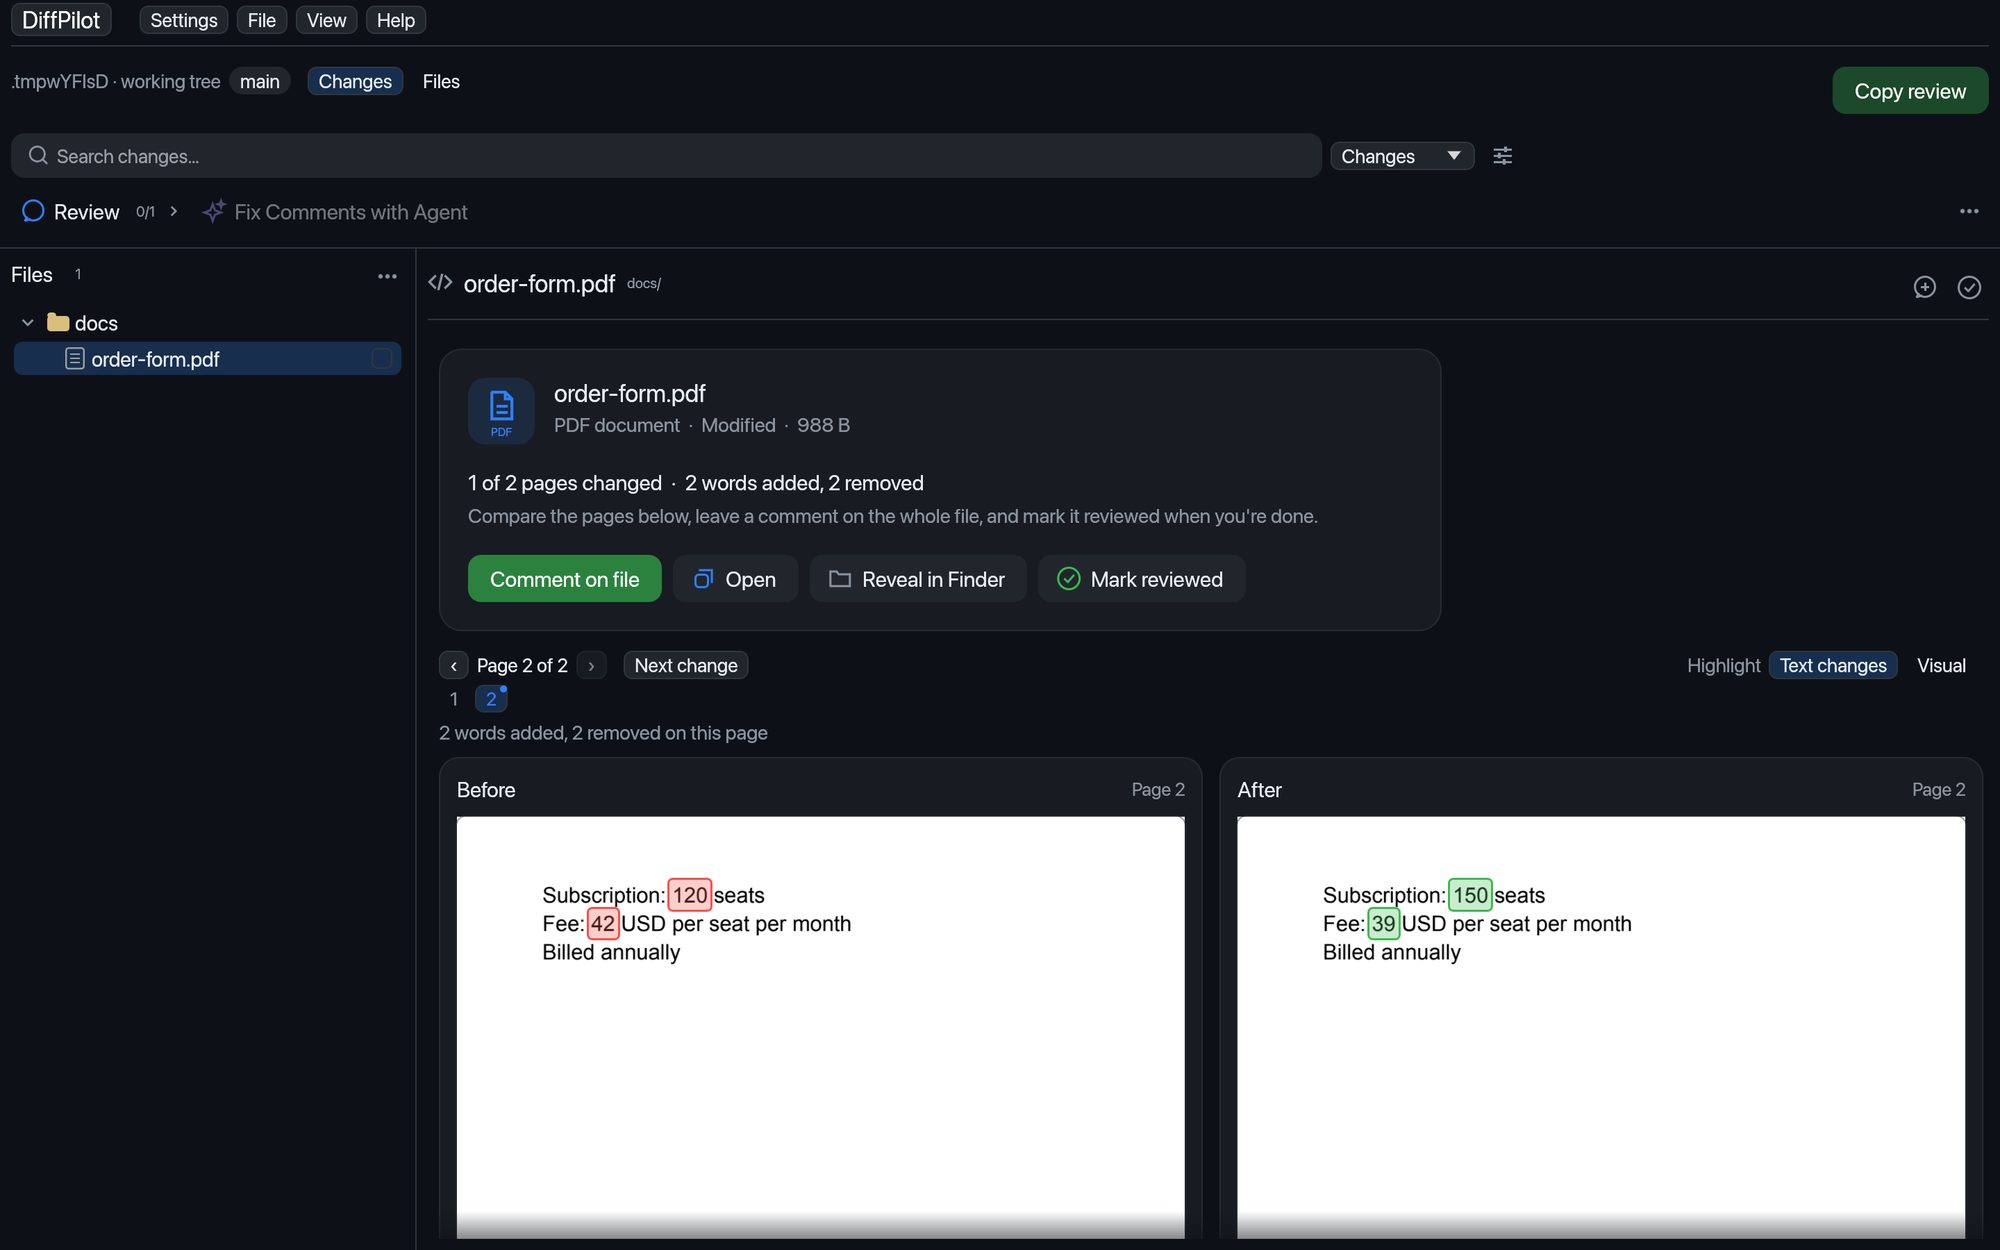 DiffPilot Settings File View Help
.tmpwYFIsD · working tree main Changes Files
Copy review
Search changes...
Changes
Review 0/1 Fix Comments with Agent
Files 1
docs
order-form.pdf
order-form.pdf docs/
PDF
order-form.pdf
PDF document · Modified · 988 B
1 of 2 pages changed · 2 words added, 2 removed
Compare the pages below, leave a comment on the whole file, and mark it reviewed when you're done.
Comment on file Open Reveal in Finder Mark reviewed
Page 2 of 2 Next change
Highlight Text changes Visual
1 2
2 words added, 2 removed on this page
Before Page 2
Subscription: 120 seats
Fee: 42 USD per seat per month
Billed annually
After Page 2
Subscription: 150 seats
Fee: 39 USD per seat per month
Billed annually